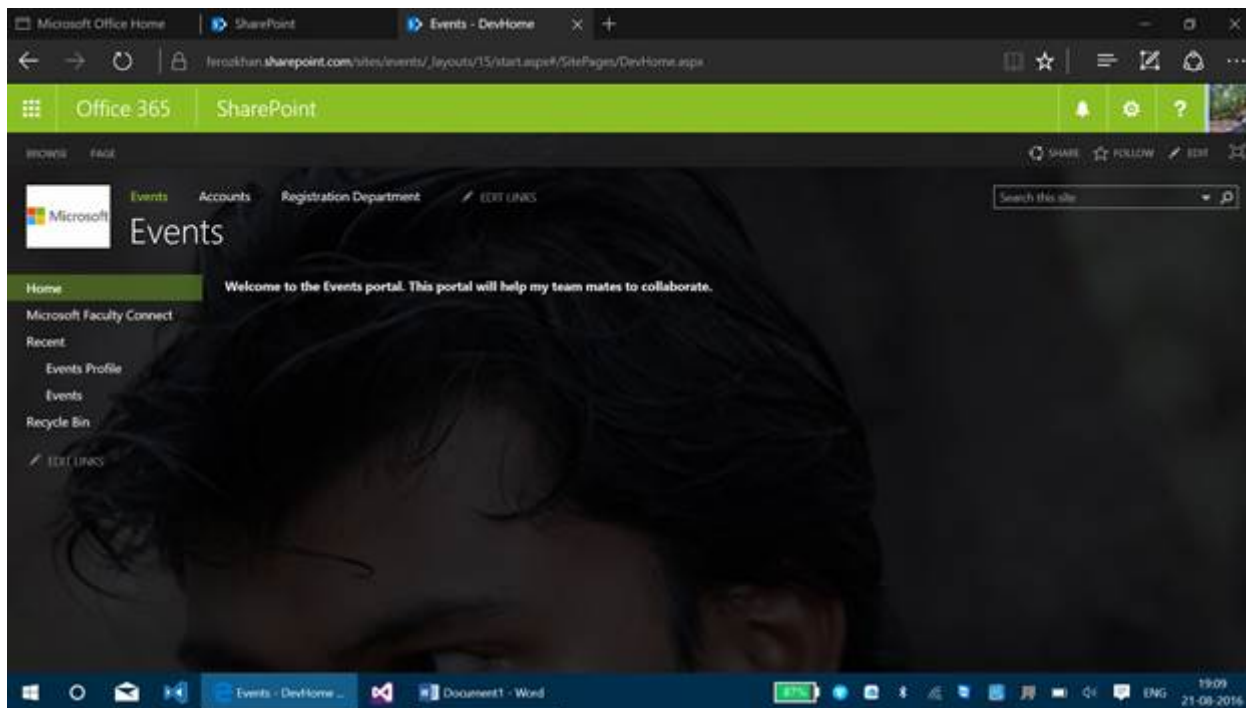 Microsoft Office Home
SharePoint
Events - DevHome
ferozkhan.sharepoint.com/sites/events/_layouts/15/start.aspx#/SitePages/DevHome.aspx
Office 365
SharePoint
?
BROWSE
PAGE
SHARE
FOLLOW
EDIT
Microsoft
Events
Accounts
Registration Department
EDIT LINKS
Search this site
Events
Home
Welcome to the Events portal. This portal will help my team mates to collaborate.
Microsoft Faculty Connect
Recent
Events Profile
Events
Recycle Bin
EDIT LINKS
Events - DevHome ...
Document1 - Word
87%
ENG
19:09
21-08-2016